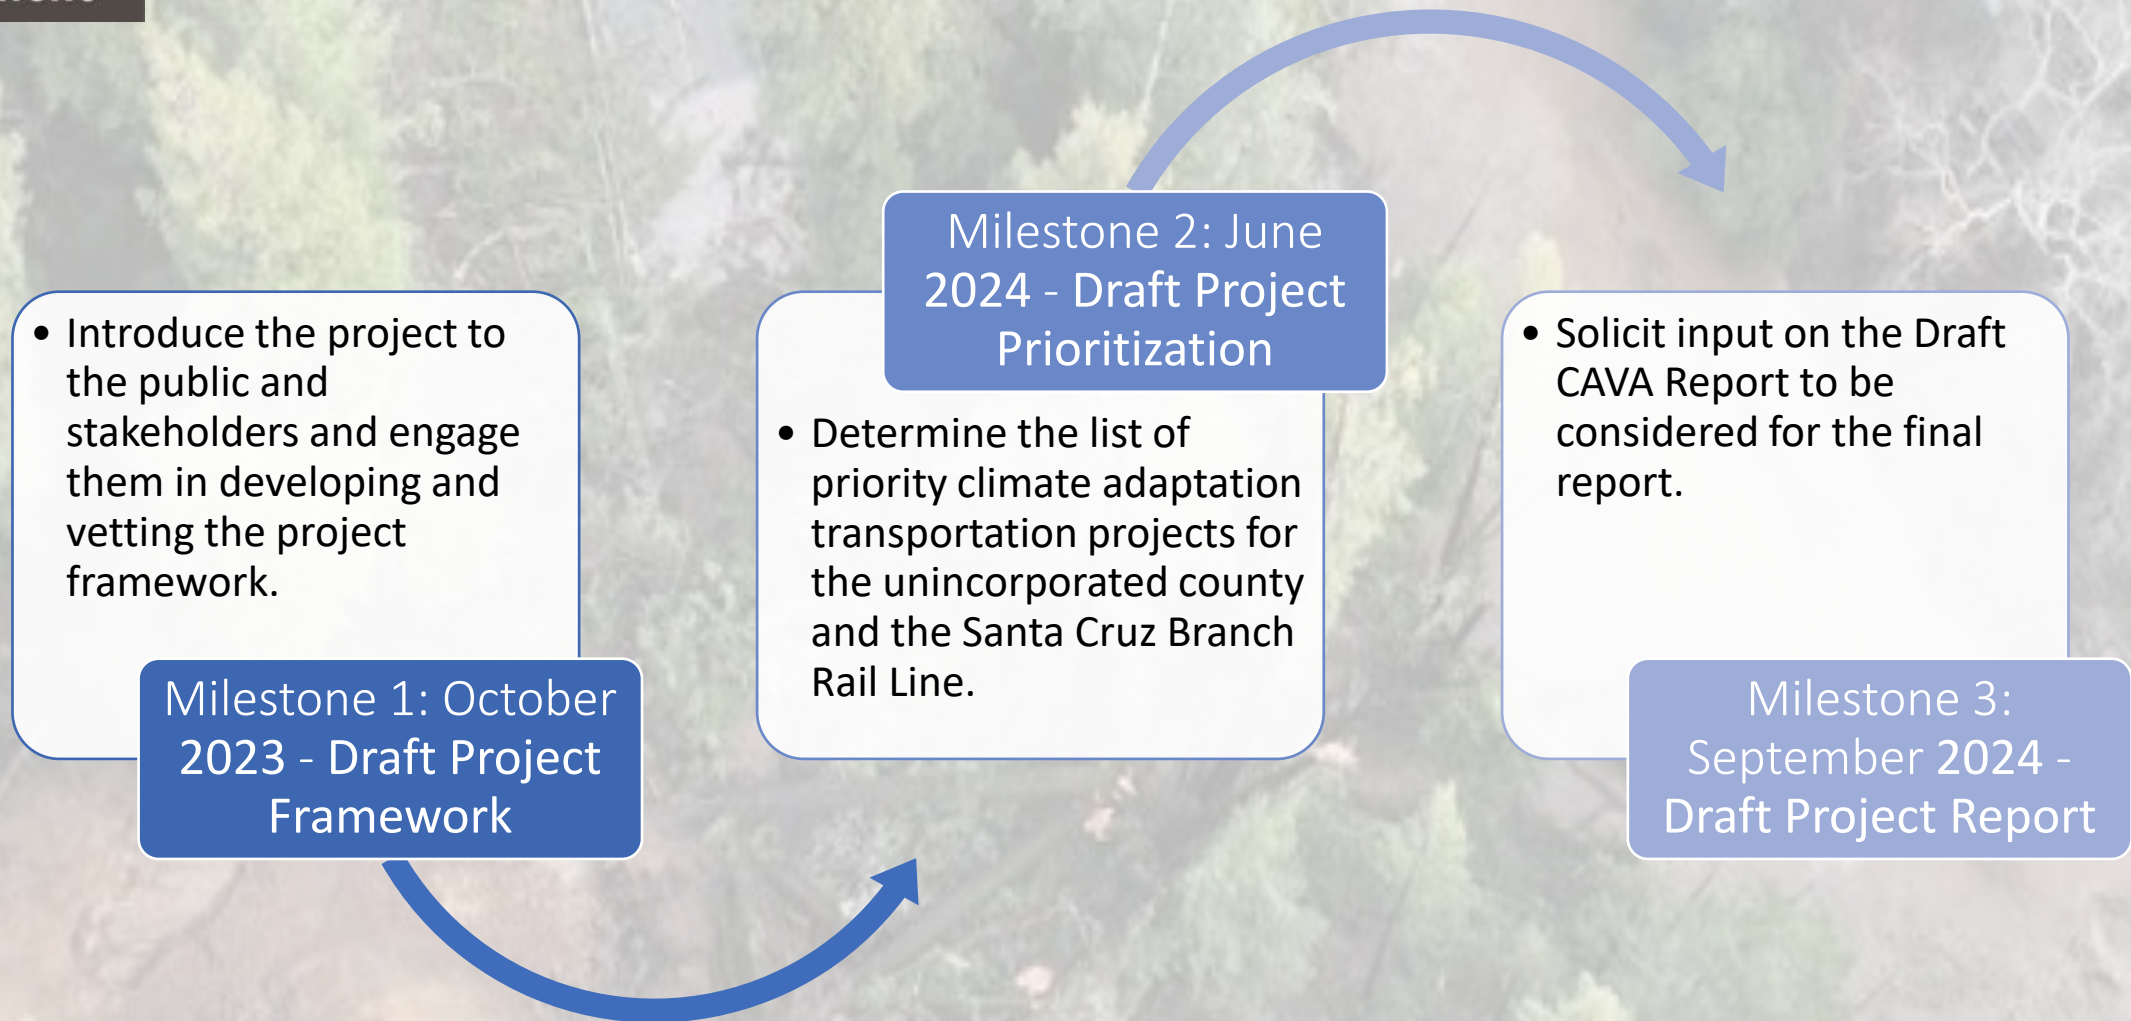 • Introduce the project to
the public and
stakeholders and engage
them in developing and
vetting the project
framework.
Milestone 1: October
2023 - Draft Project
Framework
Milestone 2: June
2024 - Draft Project
Prioritization
• Determine the list of
priority climate adaptation
transportation projects for
the unincorporated county
and the Santa Cruz Branch
Rail Line.
• Solicit input on the Draft
CAVA Report to be
considered for the final
report.
Milestone 3:
September 2024 -
Draft Project Report